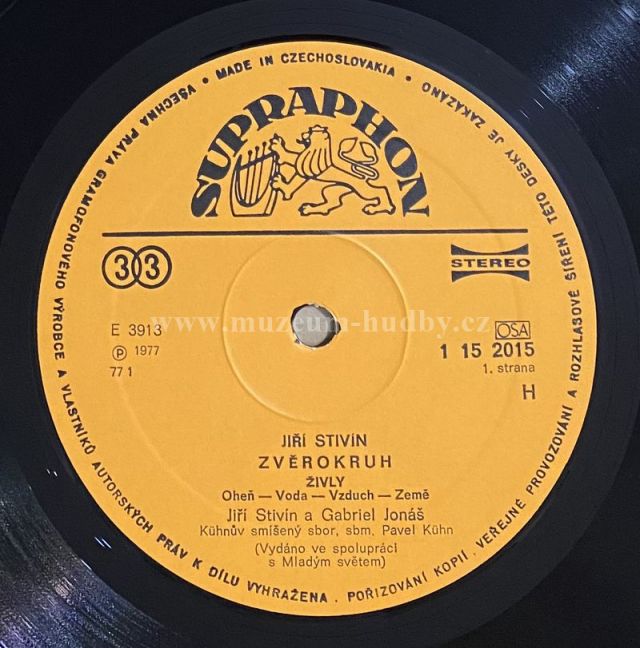 • MADE IN CZECHOSLOVAKIA •
VŠECHNA PRÁVA GRAMOFONOVÉHO VÝROBCE A VLASTNÍKŮ AUTORSKÝCH PRÁV K DÍLU VYHRAŽENA . POŘIZOVÁNÍ KOPIÍ . VEŘEJNÉ PROVOZOVÁNÍ A ROZHLASOVÉ ŠÍŘENÍ TÉTO DESKY JE ZAKÁZÁNO
SUPRAPHON
33
STEREO
www.muzeum-hudby.cz
E 3913
℗ 1977
77 1
OSA
1 15 2015
1. strana
H
JIŘÍ STIVÍN
ZVĚROKRUH
ŽIVLY
Oheň — Voda — Vzduch — Země
Jiří Stivín a Gabriel Jonáš
Kühnův smíšený sbor, sbm. Pavel Kühn
(Vydáno ve spolupráci
s Mladým světem)